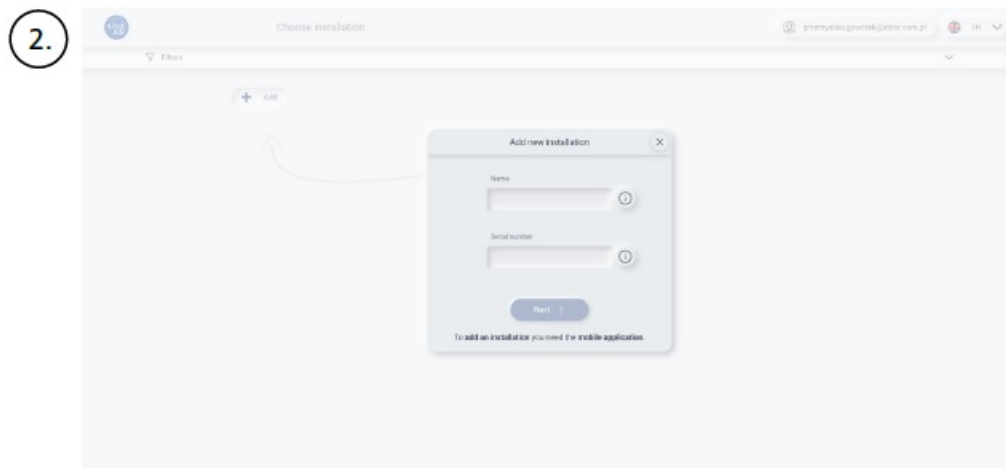 2.
Choose installation
EN
Filters
Add
Add new installation
Name
Serial number
Next
To add an installation you need the mobile application.